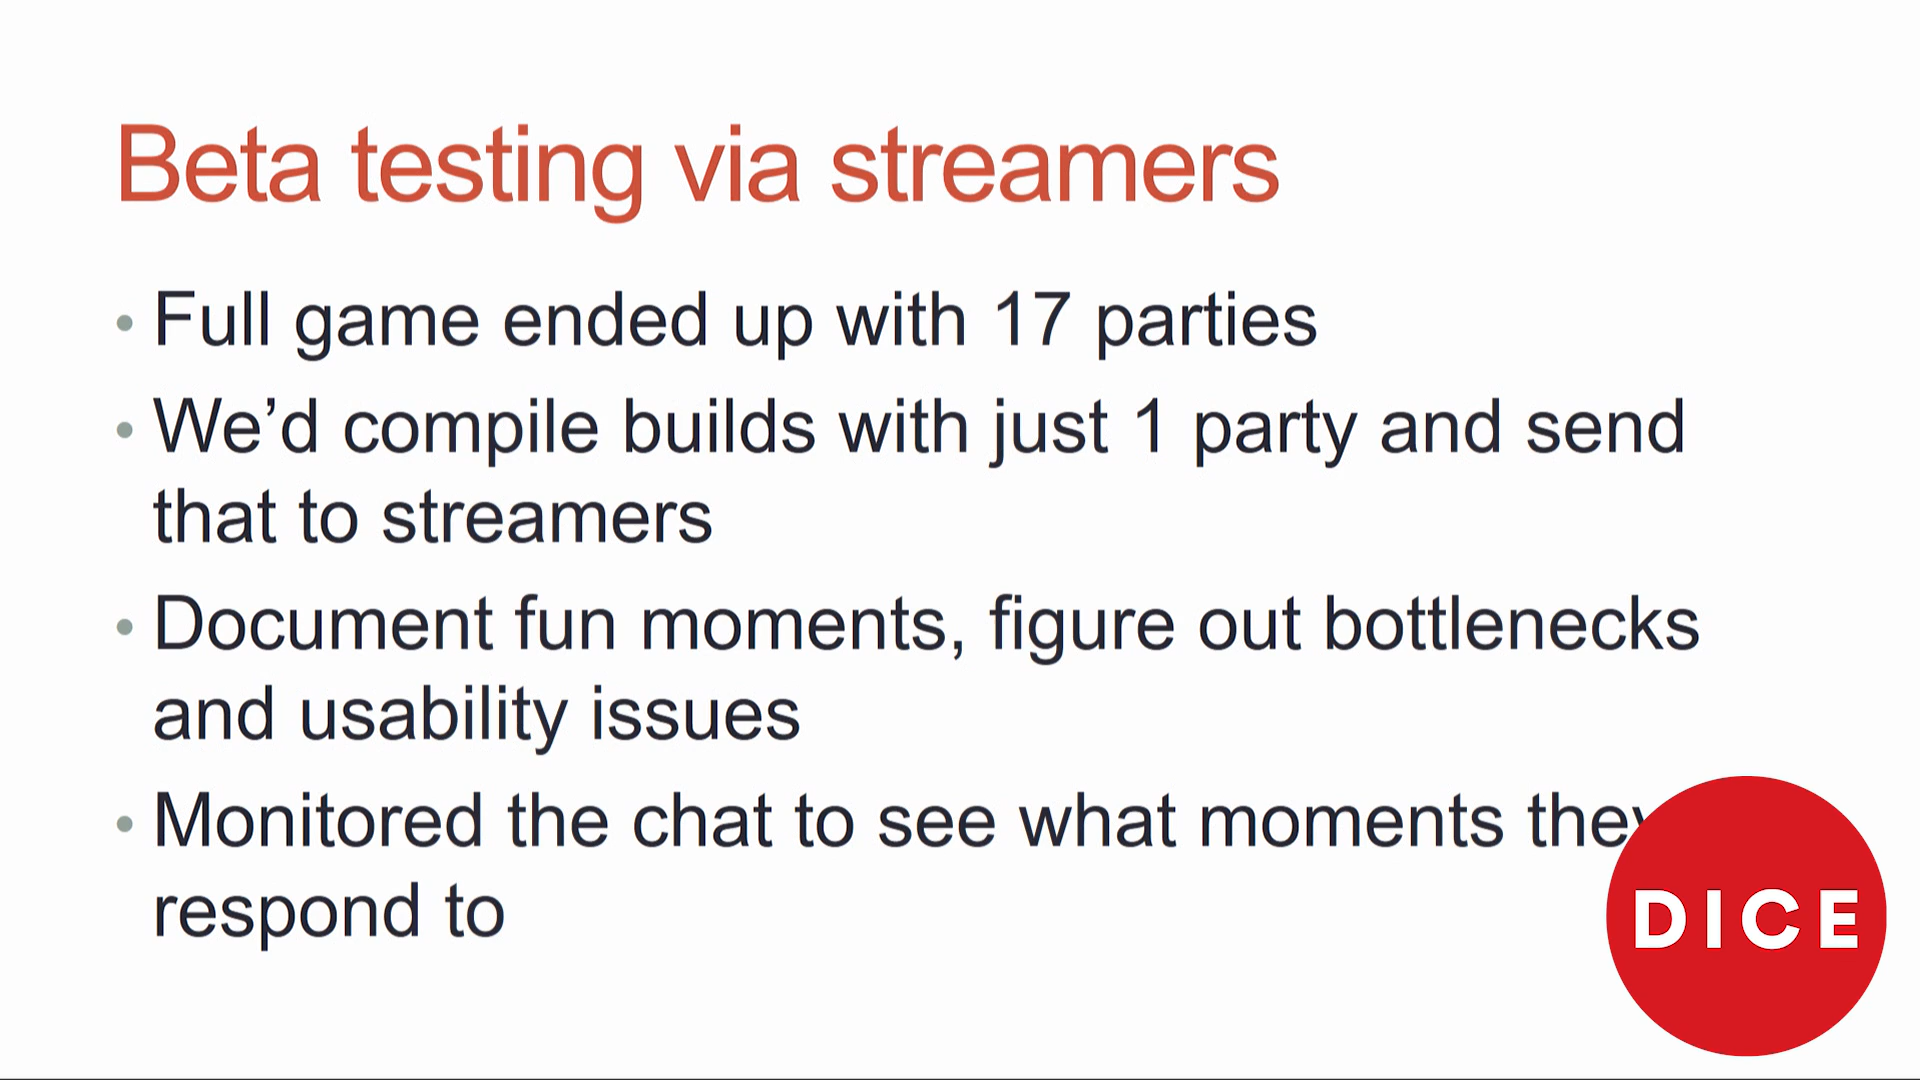 Beta testing via streamers
• Full game ended up with 17 parties
• We’d compile builds with just 1 party and send
that to streamers
• Document fun moments, figure out bottlenecks
and usability issues
• Monitored the chat to see what moments they
respond to
DICE